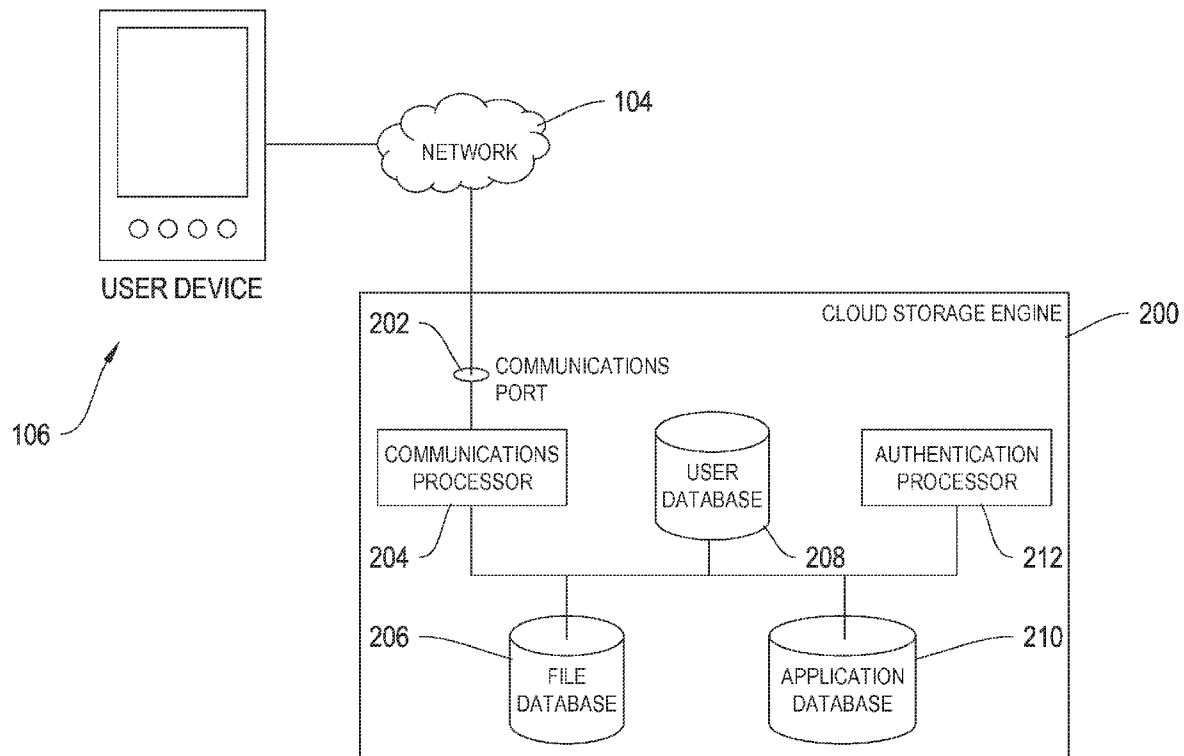 104
NETWORK
USER DEVICE
CLOUD STORAGE ENGINE
200
202
COMMUNICATIONS
PORT
106
COMMUNICATIONS
PROCESSOR
USER
DATABASE
AUTHENTICATION
PROCESSOR
204
208
212
206
FILE
DATABASE
APPLICATION
DATABASE
210